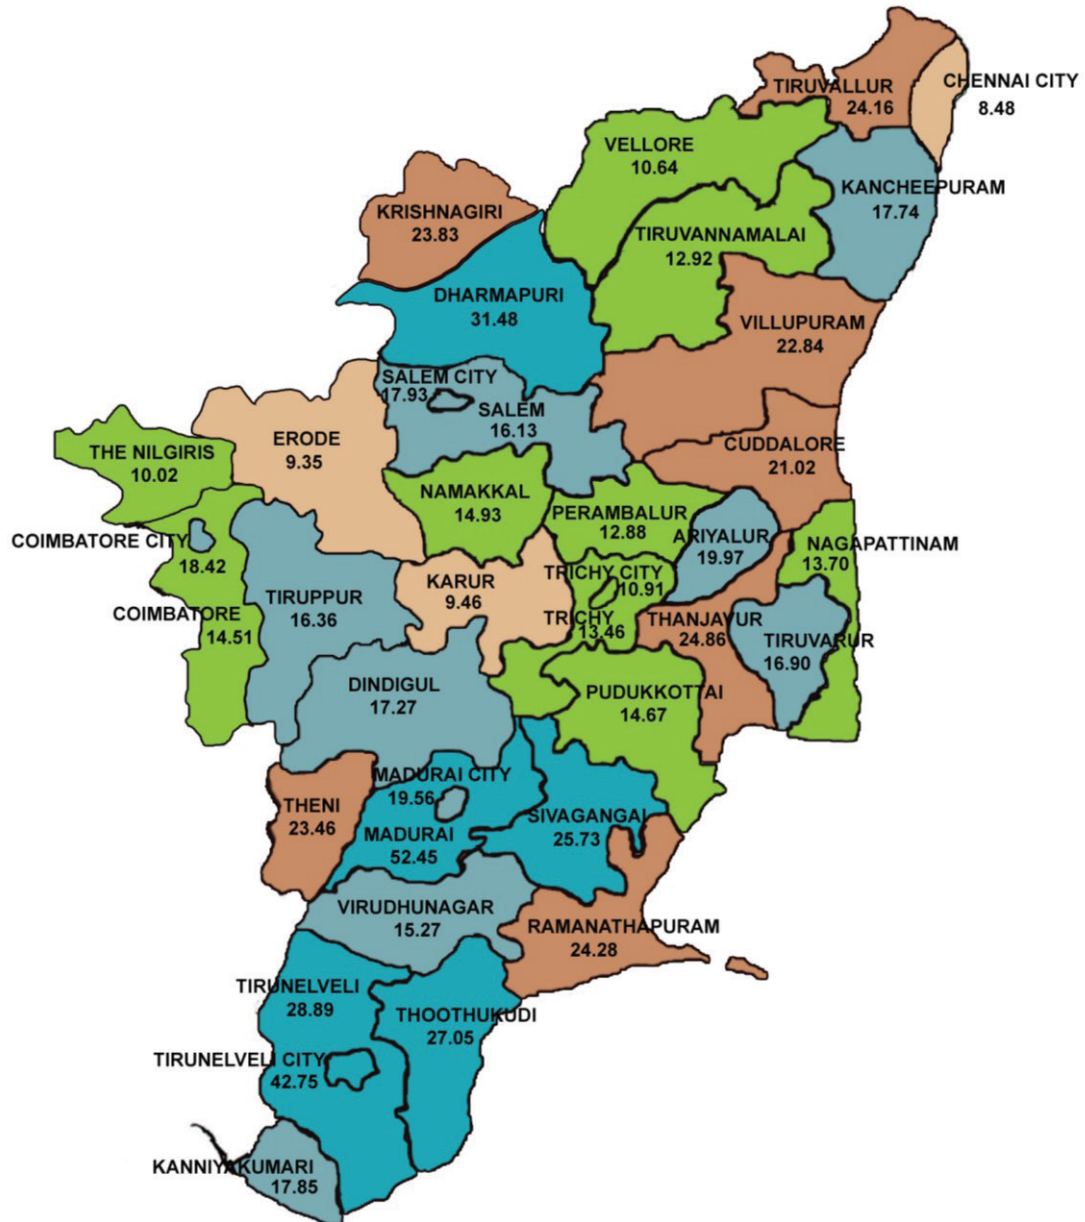 TIRUVALLUR
24.16
CHENNAI CITY
8.48
VELLORE
10.64
KANCHEEPURAM
17.74
KRISHNAGIRI
23.83
TIRUVANNAMALAI
12.92
DHARMAPURI
31.48
VILLUPURAM
22.84
SALEM CITY
17.93
SALEM
16.13
ERODE
9.35
CUDDALORE
21.02
THE NILGIRIS
10.02
NAMAKKAL
14.93
PERAMBALUR
12.88
ARIYALUR
19.97
COIMBATORE CITY
18.42
NAGAPATTINAM
13.70
TRICHY CITY
10.91
KARUR
9.46
TIRUPPUR
16.36
COIMBATORE
14.51
TRICHY
13.46
THANJAVUR
24.86
TIRUVARUR
16.90
DINDIGUL
17.27
PUDUKKOTTAI
14.67
MADURAI CITY
19.56
THENI
23.46
MADURAI
52.45
SIVAGANGAI
25.73
VIRUDHUNAGAR
15.27
RAMANATHAPURAM
24.28
TIRUNELVELI
28.89
THOOTHUKUDI
27.05
TIRUNELVELI CITY
42.75
KANNIYAKUMARI
17.85